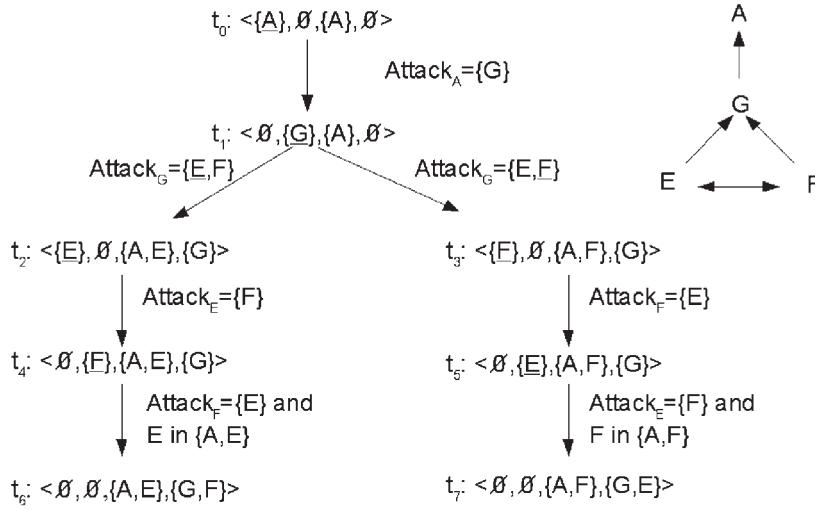 t₀: <{A},∅,{A},∅>
Attack_A={G}
t₁: <∅,{G},{A},∅>
Attack_G={E,F}
Attack_G={E,F}
t₂: <{E},∅,{A,E},{G}>
t₃: <{F},∅,{A,F},{G}>
Attack_E={F}
Attack_F={E}
t₄: <∅,{F},{A,E},{G}>
t₅: <∅,{E},{A,F},{G}>
Attack_F={E} and
E in {A,E}
Attack_E={F} and
F in {A,F}
t₆: <∅,∅,{A,E},{G,F}>
t₇: <∅,∅,{A,F},{G,E}>
A
G
E
F